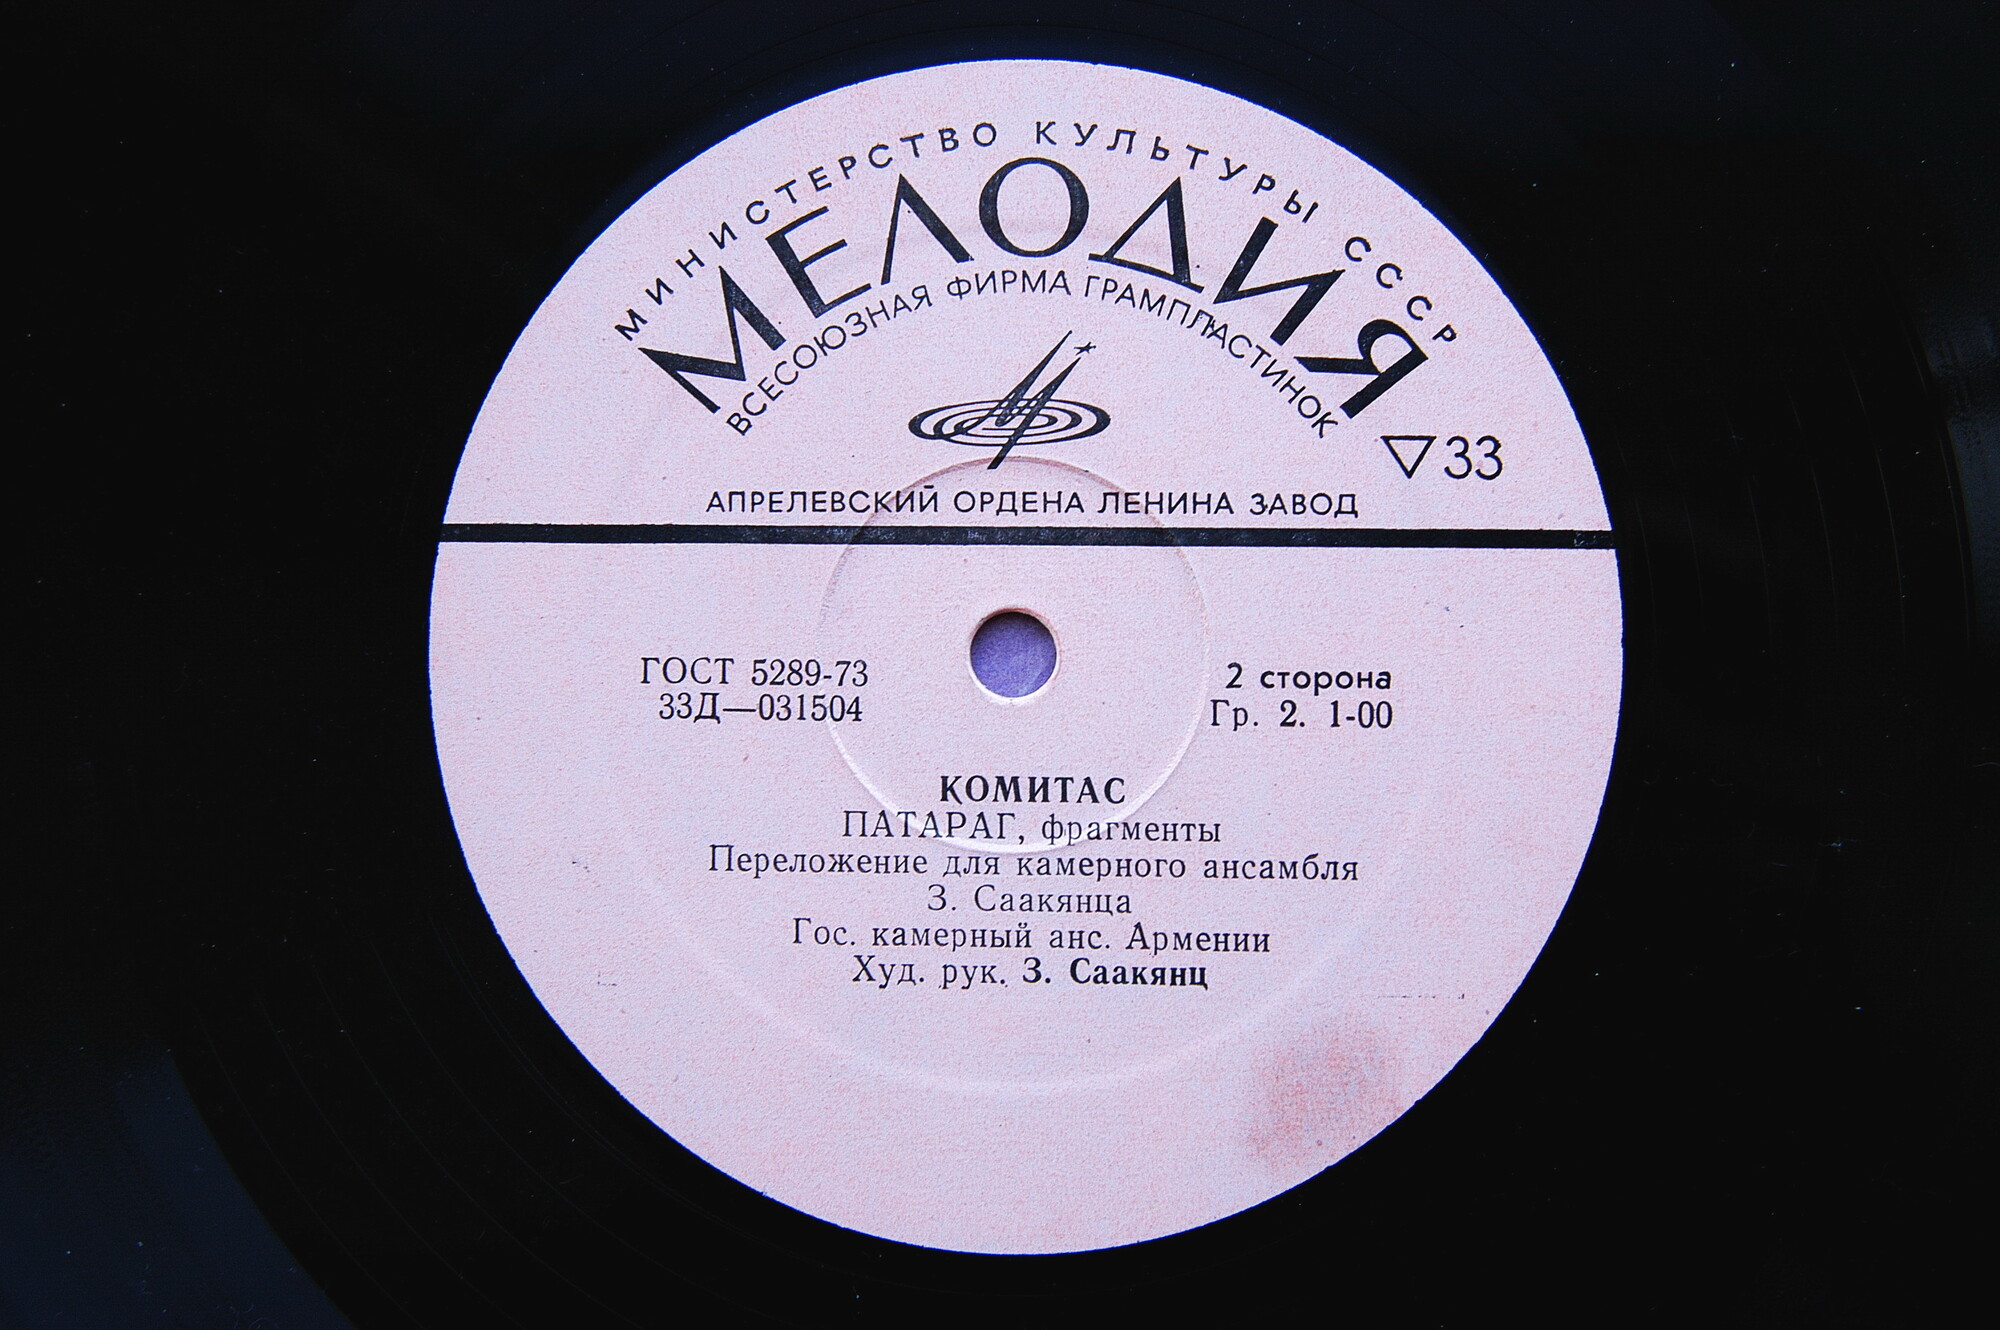 МИНИСТЕРСТВО КУЛЬТУРЫ СССР
МЕЛОДИЯ
ВСЕСОЮЗНАЯ ФИРМА ГРАМПЛАСТИНОК
▽33
АПРЕЛЕВСКИЙ ОРДЕНА ЛЕНИНА ЗАВОД
ГОСТ 5289-73
33Д—031504
2 сторона
Гр. 2. 1-00
КОМИТАС
ПАТАРАГ, фрагменты
Переложение для камерного ансамбля
З. Саакянца
Гос. камерный анс. Армении
Худ. рук. З. Саакянц